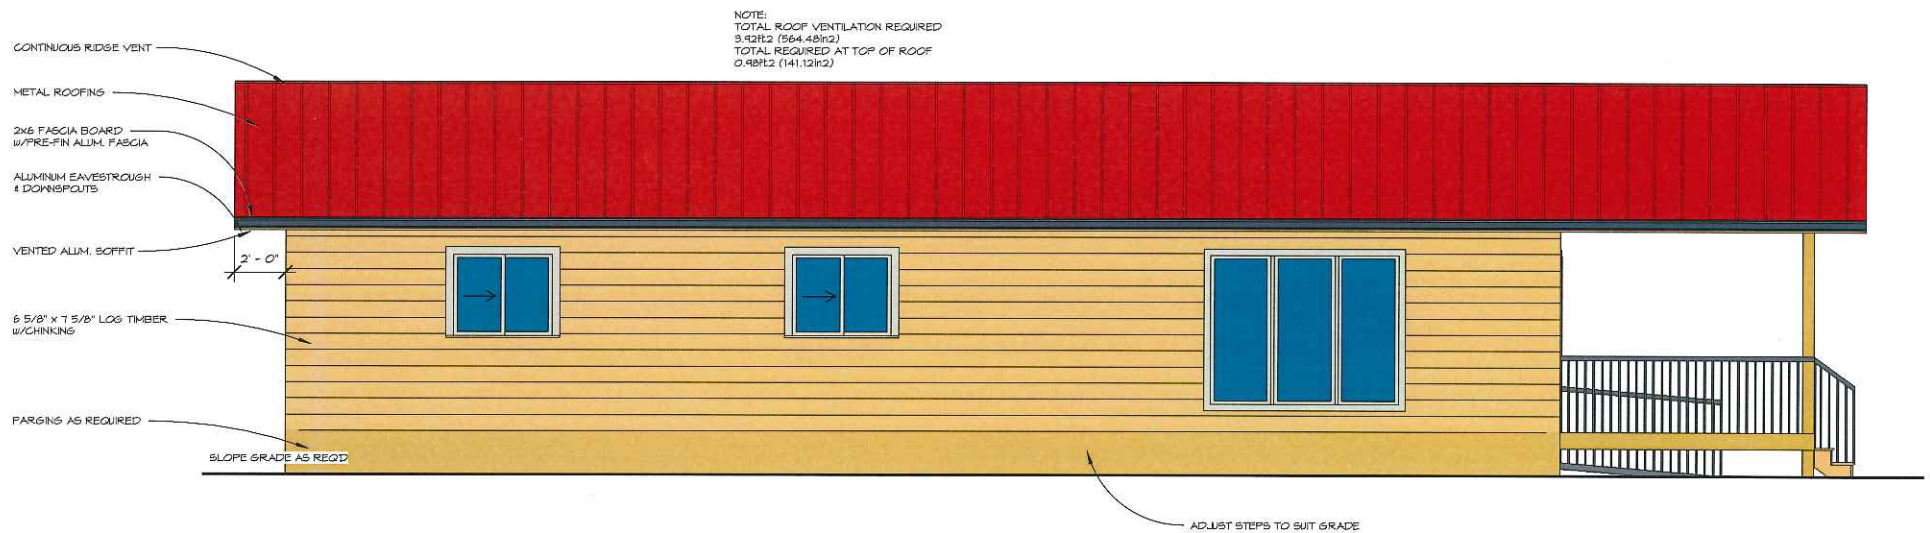 NOTE:
TOTAL ROOF VENTILATION REQUIRED
3.92ft2 (564.48in2)
TOTAL REQUIRED AT TOP OF ROOF
0.98ft2 (141.12in2)
CONTINUOUS RIDGE VENT
METAL ROOFING
2x6 FASCIA BOARD
w/PRE-FIN ALUM. FASCIA
ALUMINUM EAVESTROUGH
& DOWNSPOUTS
VENTED ALUM. SOFFIT
2' - 0"
6 5/8" x 7 5/8" LOG TIMBER
w/CHINKING
PARGING AS REQUIRED
SLOPE GRADE AS REQ'D
ADJUST STEPS TO SUIT GRADE